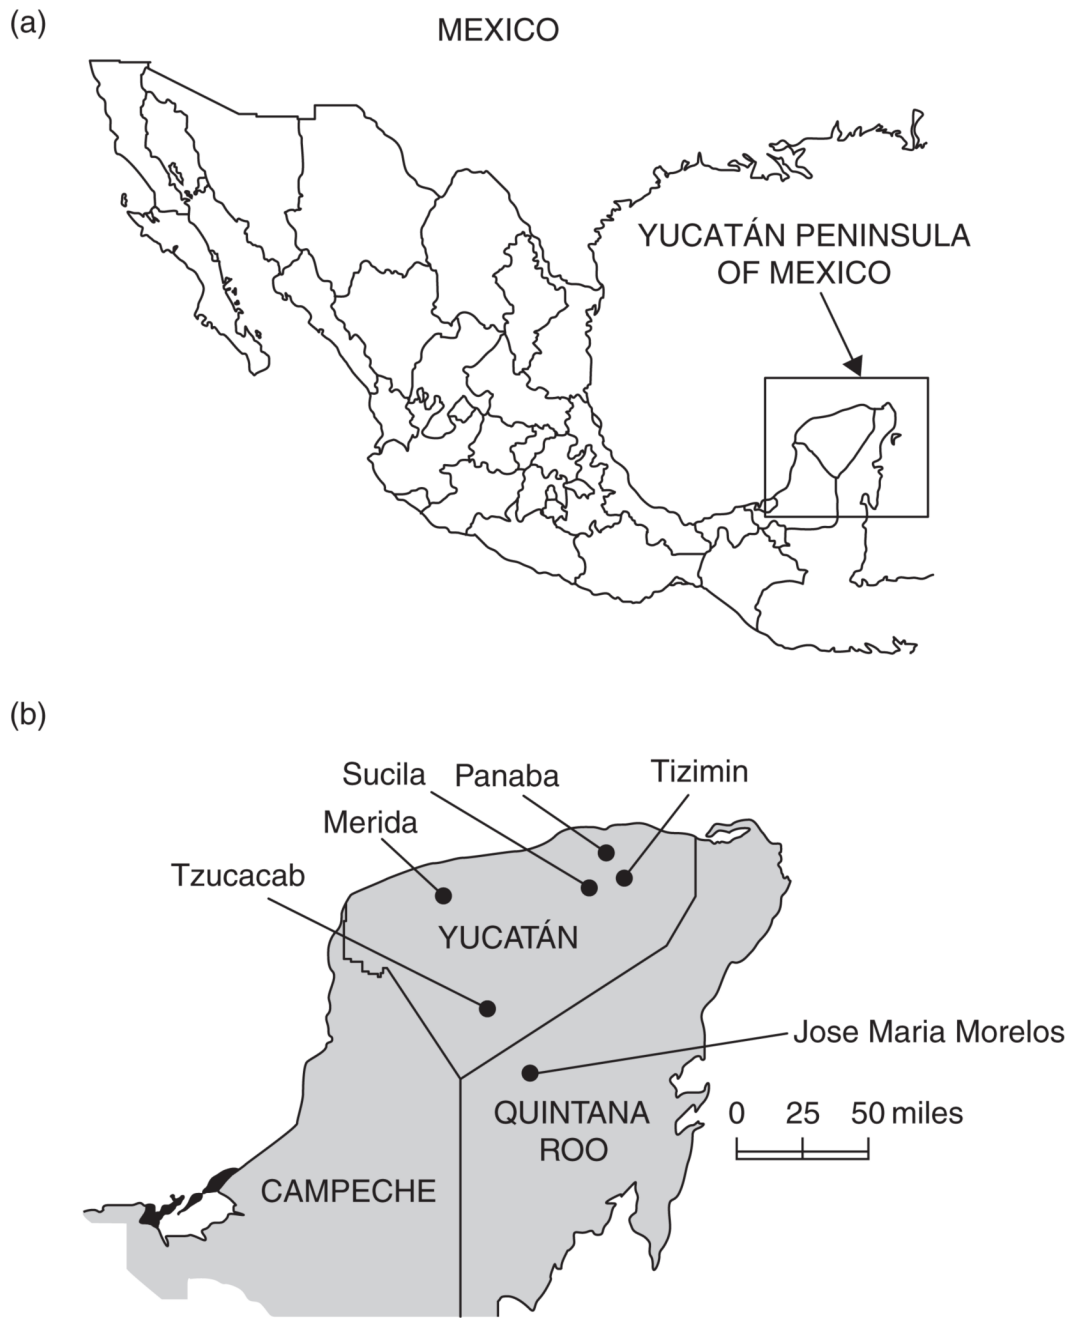 (a)
MEXICO
YUCATÁN PENINSULA
OF MEXICO
(b)
Sucila
Panaba
Tizimin
Merida
Tzucacab
YUCATÁN
Jose Maria Morelos
QUINTANA
ROO
0 25 50 miles
CAMPECHE